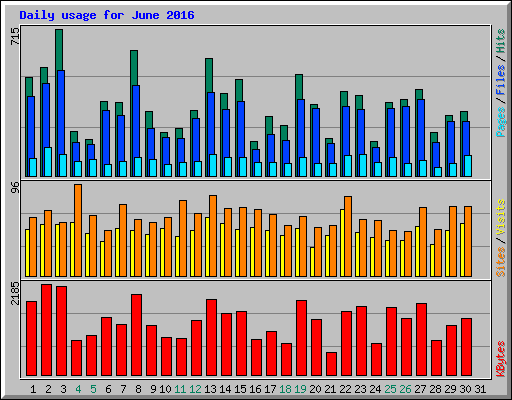 Daily usage for June 2016
715
Pages / Files / Hits
96
Sites / Visits
2185
KBytes
1 2 3 4 5 6 7 8 9 10 11 12 13 14 15 16 17 18 19 20 21 22 23 24 25 26 27 28 29 30 31